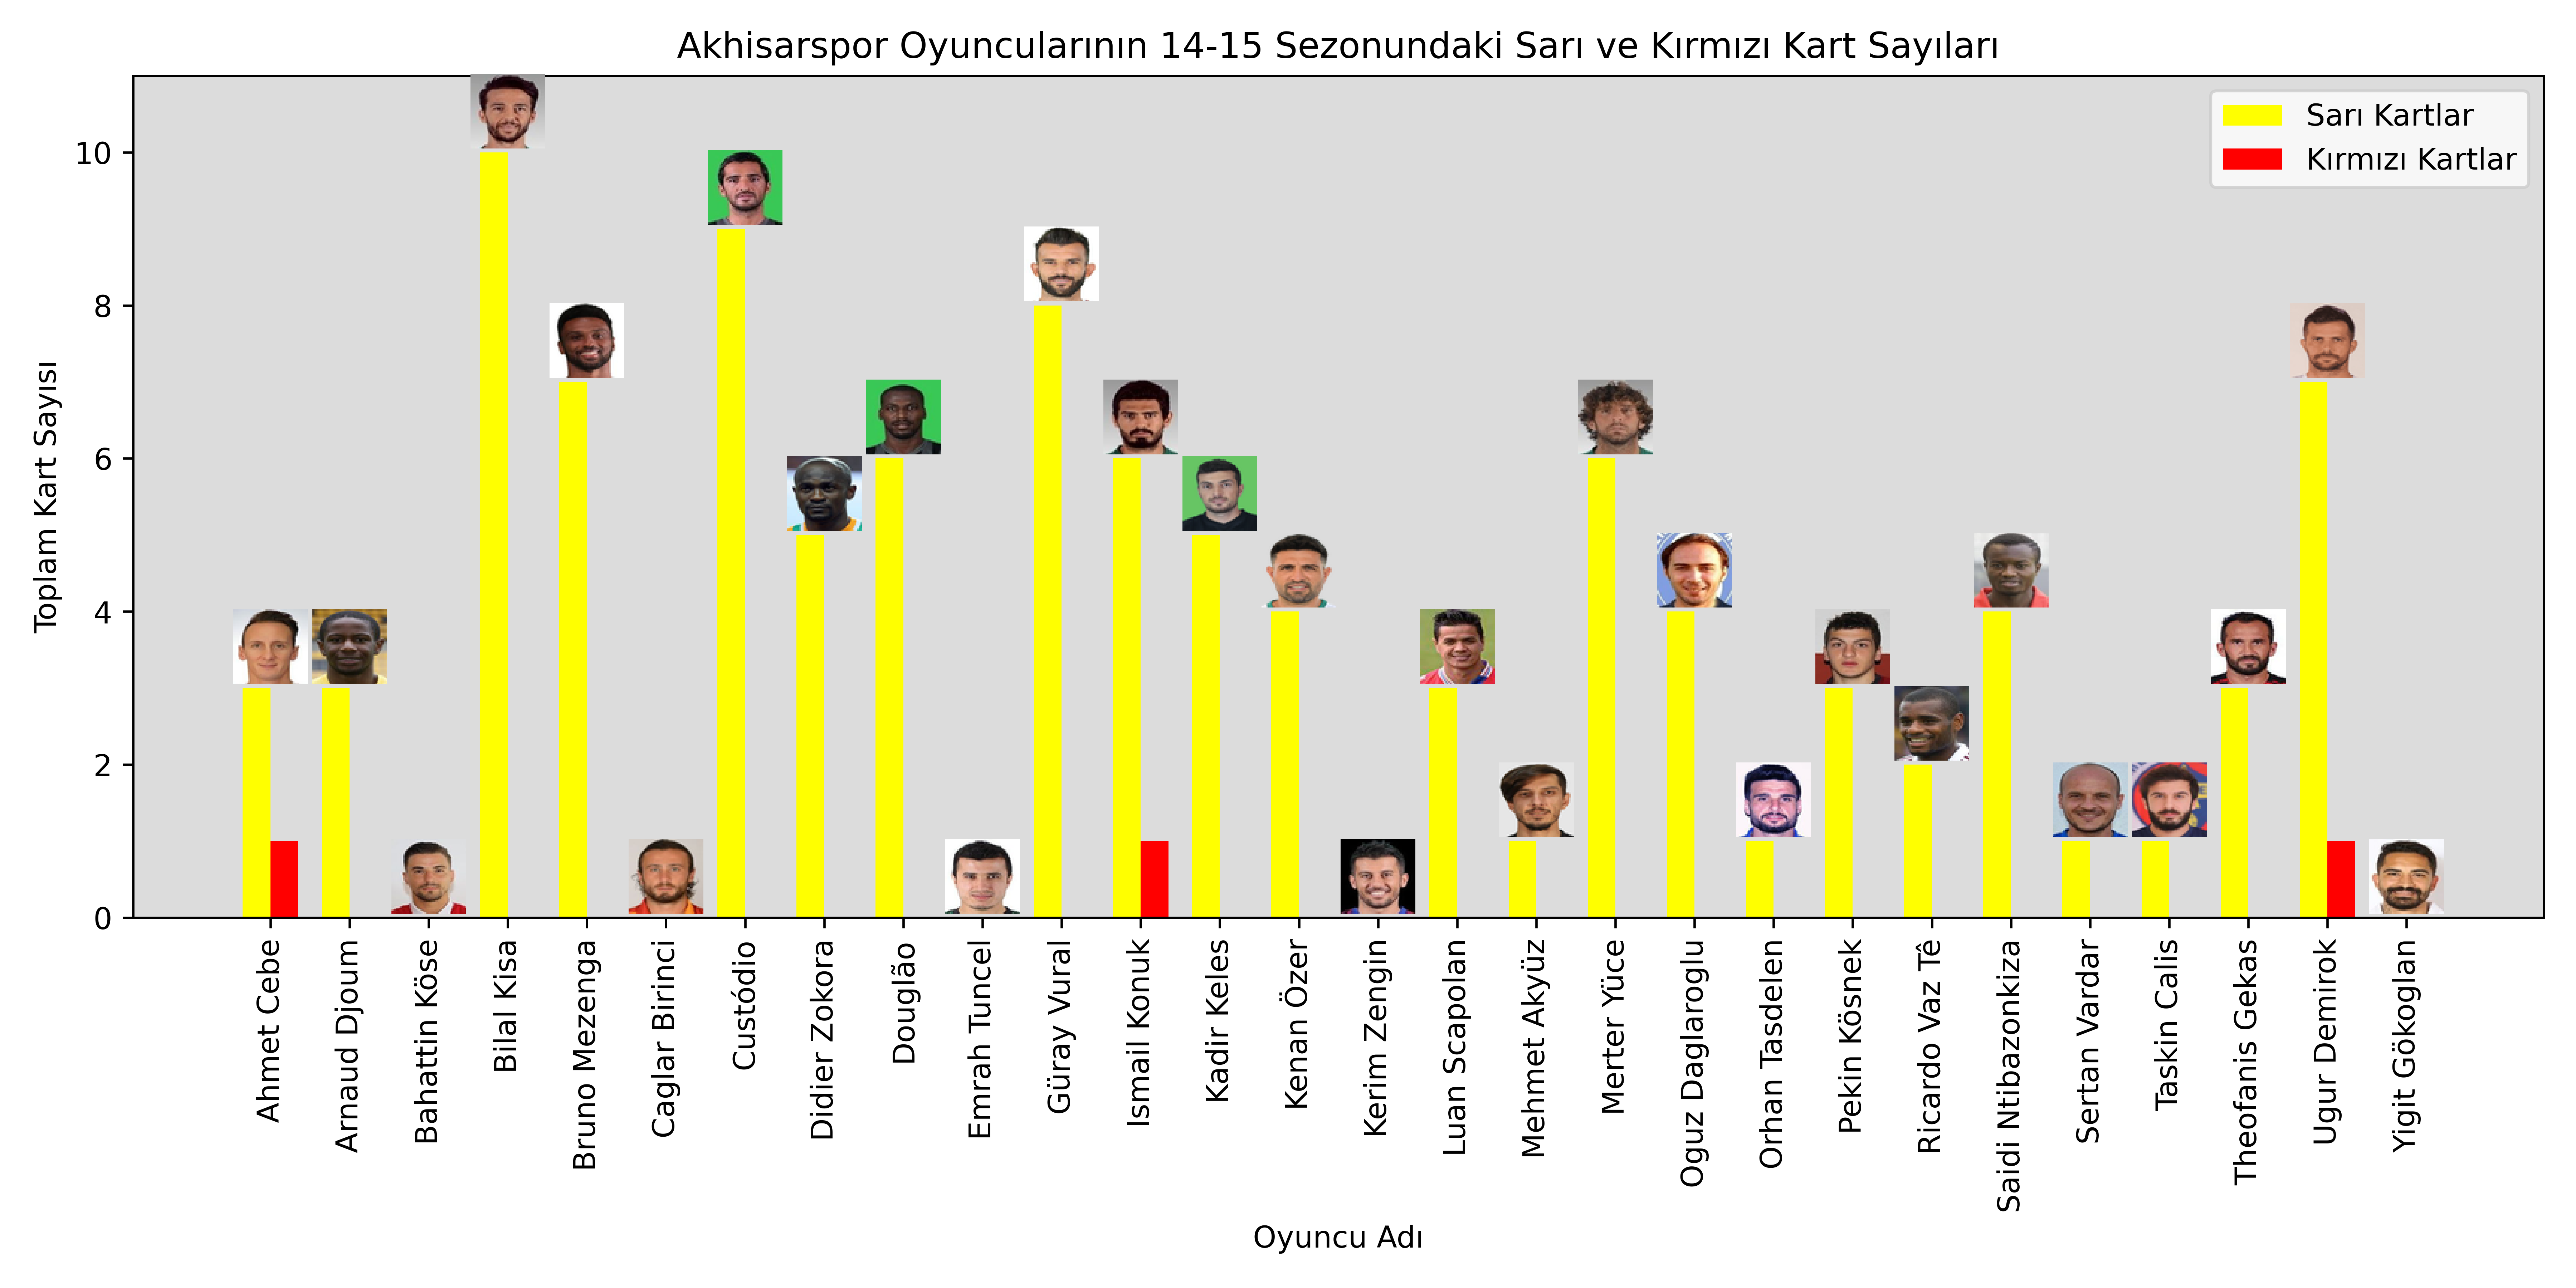 Akhisarspor Oyuncularının 14-15 Sezonundaki Sarı ve Kırmızı Kart Sayıları
Sarı Kartlar
Kırmızı Kartlar
Toplam Kart Sayısı
10
8
6
4
2
0
Ahmet Cebe
Arnaud Djoum
Bahattin Köse
Bilal Kisa
Bruno Mezenga
Caglar Birinci
Custódio
Didier Zokora
Douglão
Emrah Tuncel
Güray Vural
Ismail Konuk
Kadir Keles
Kenan Özer
Kerim Zengin
Luan Scapolan
Mehmet Akyüz
Merter Yüce
Oguz Daglaroglu
Orhan Tasdelen
Pekin Kösnek
Ricardo Vaz Tê
Saidi Ntibazonkiza
Sertan Vardar
Taskin Calis
Theofanis Gekas
Ugur Demirok
Yigit Gökoglan
Oyuncu Adı